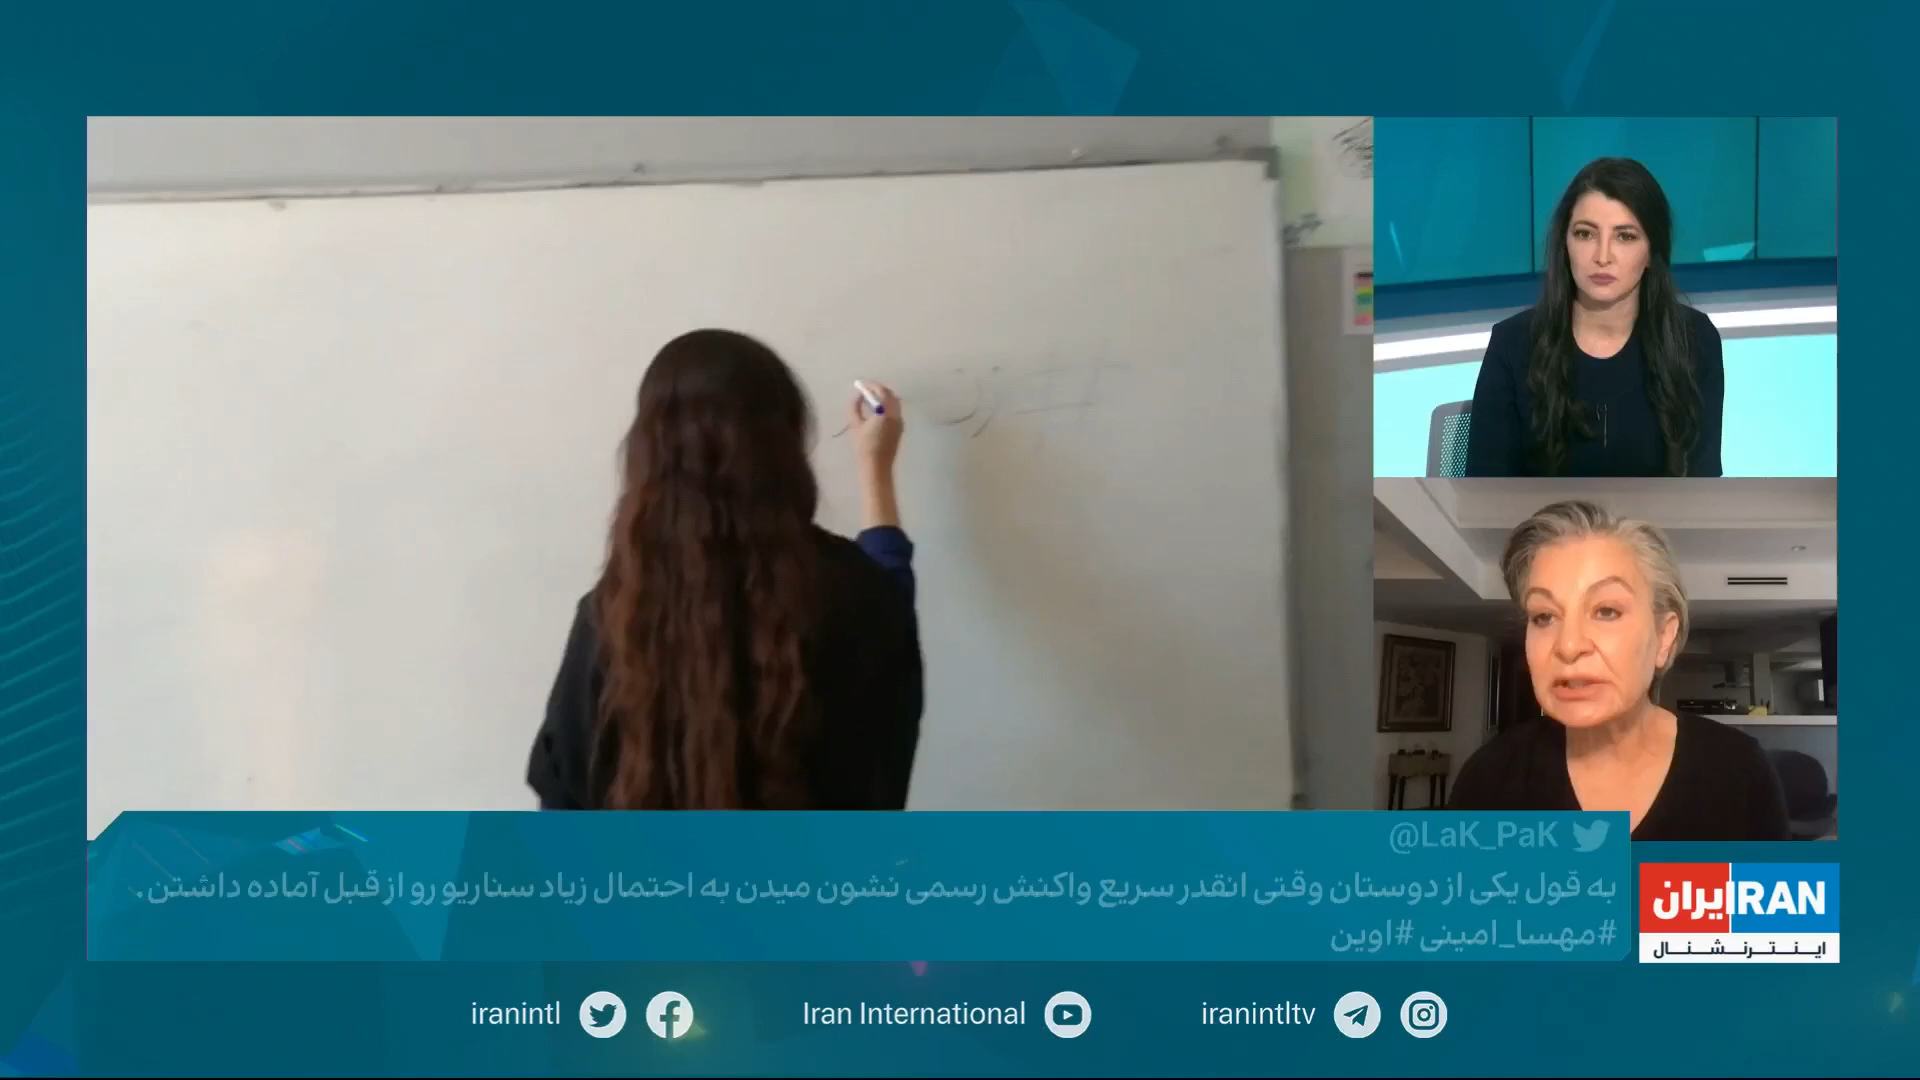 @LaK_PaK
به قول یکی از دوستان وقتی انقدر سریع واکنش رسمی نشون میدن به احتمال زیاد سناریو رو از قبل آماده داشتن.
#مهسا_امینی #اوین
IRAN ایران
اینترنشنال
iranintl
Iran International
iranintltv